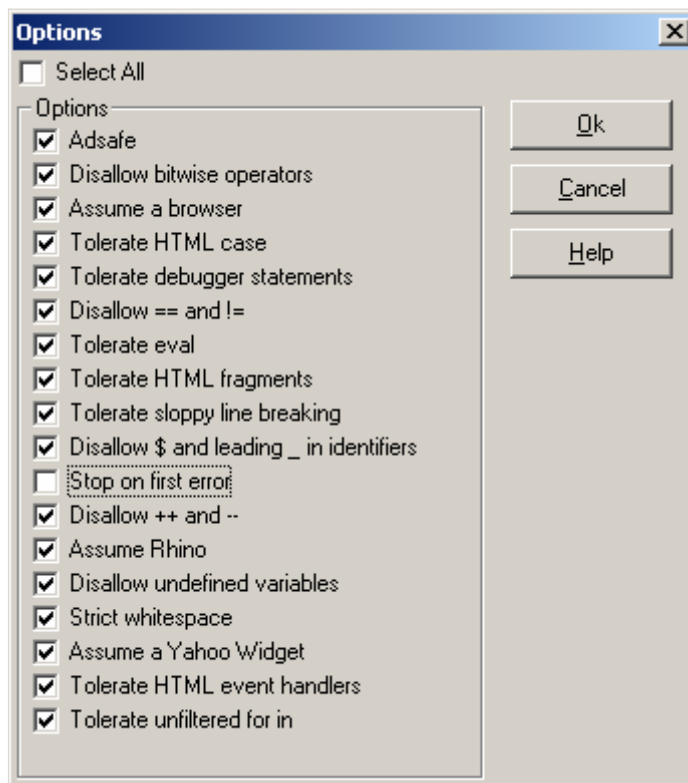 Options
Select All
Options
Adsafe
Disallow bitwise operators
Assume a browser
Tolerate HTML case
Tolerate debugger statements
Disallow == and !=
Tolerate eval
Tolerate HTML fragments
Tolerate sloppy line breaking
Disallow $ and leading _ in identifiers
Stop on first error
Disallow ++ and --
Assume Rhino
Disallow undefined variables
Strict whitespace
Assume a Yahoo Widget
Tolerate HTML event handlers
Tolerate unfiltered for in
Ok
Cancel
Help